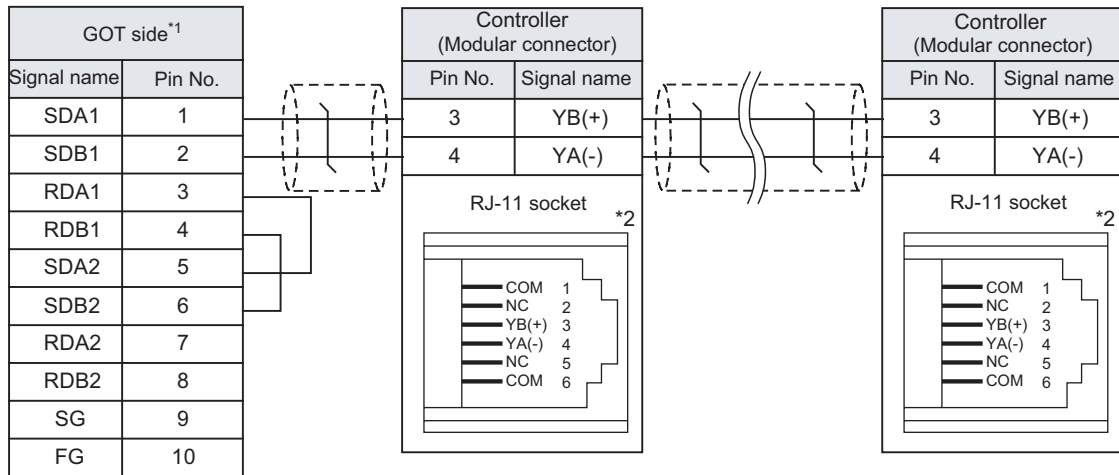 GOT side*1
Signal name Pin No.
SDA1 1
SDB1 2
RDA1 3
RDB1 4
SDA2 5
SDB2 6
RDA2 7
RDB2 8
SG 9
FG 10
Controller
(Modular connector)
Pin No. Signal name
3 YB(+)
4 YA(-)
RJ-11 socket
*2
COM 1
NC 2
YB(+) 3
YA(-) 4
NC 5
COM 6
Controller
(Modular connector)
Pin No. Signal name
3 YB(+)
4 YA(-)
RJ-11 socket
*2
COM 1
NC 2
YB(+) 3
YA(-) 4
NC 5
COM 6